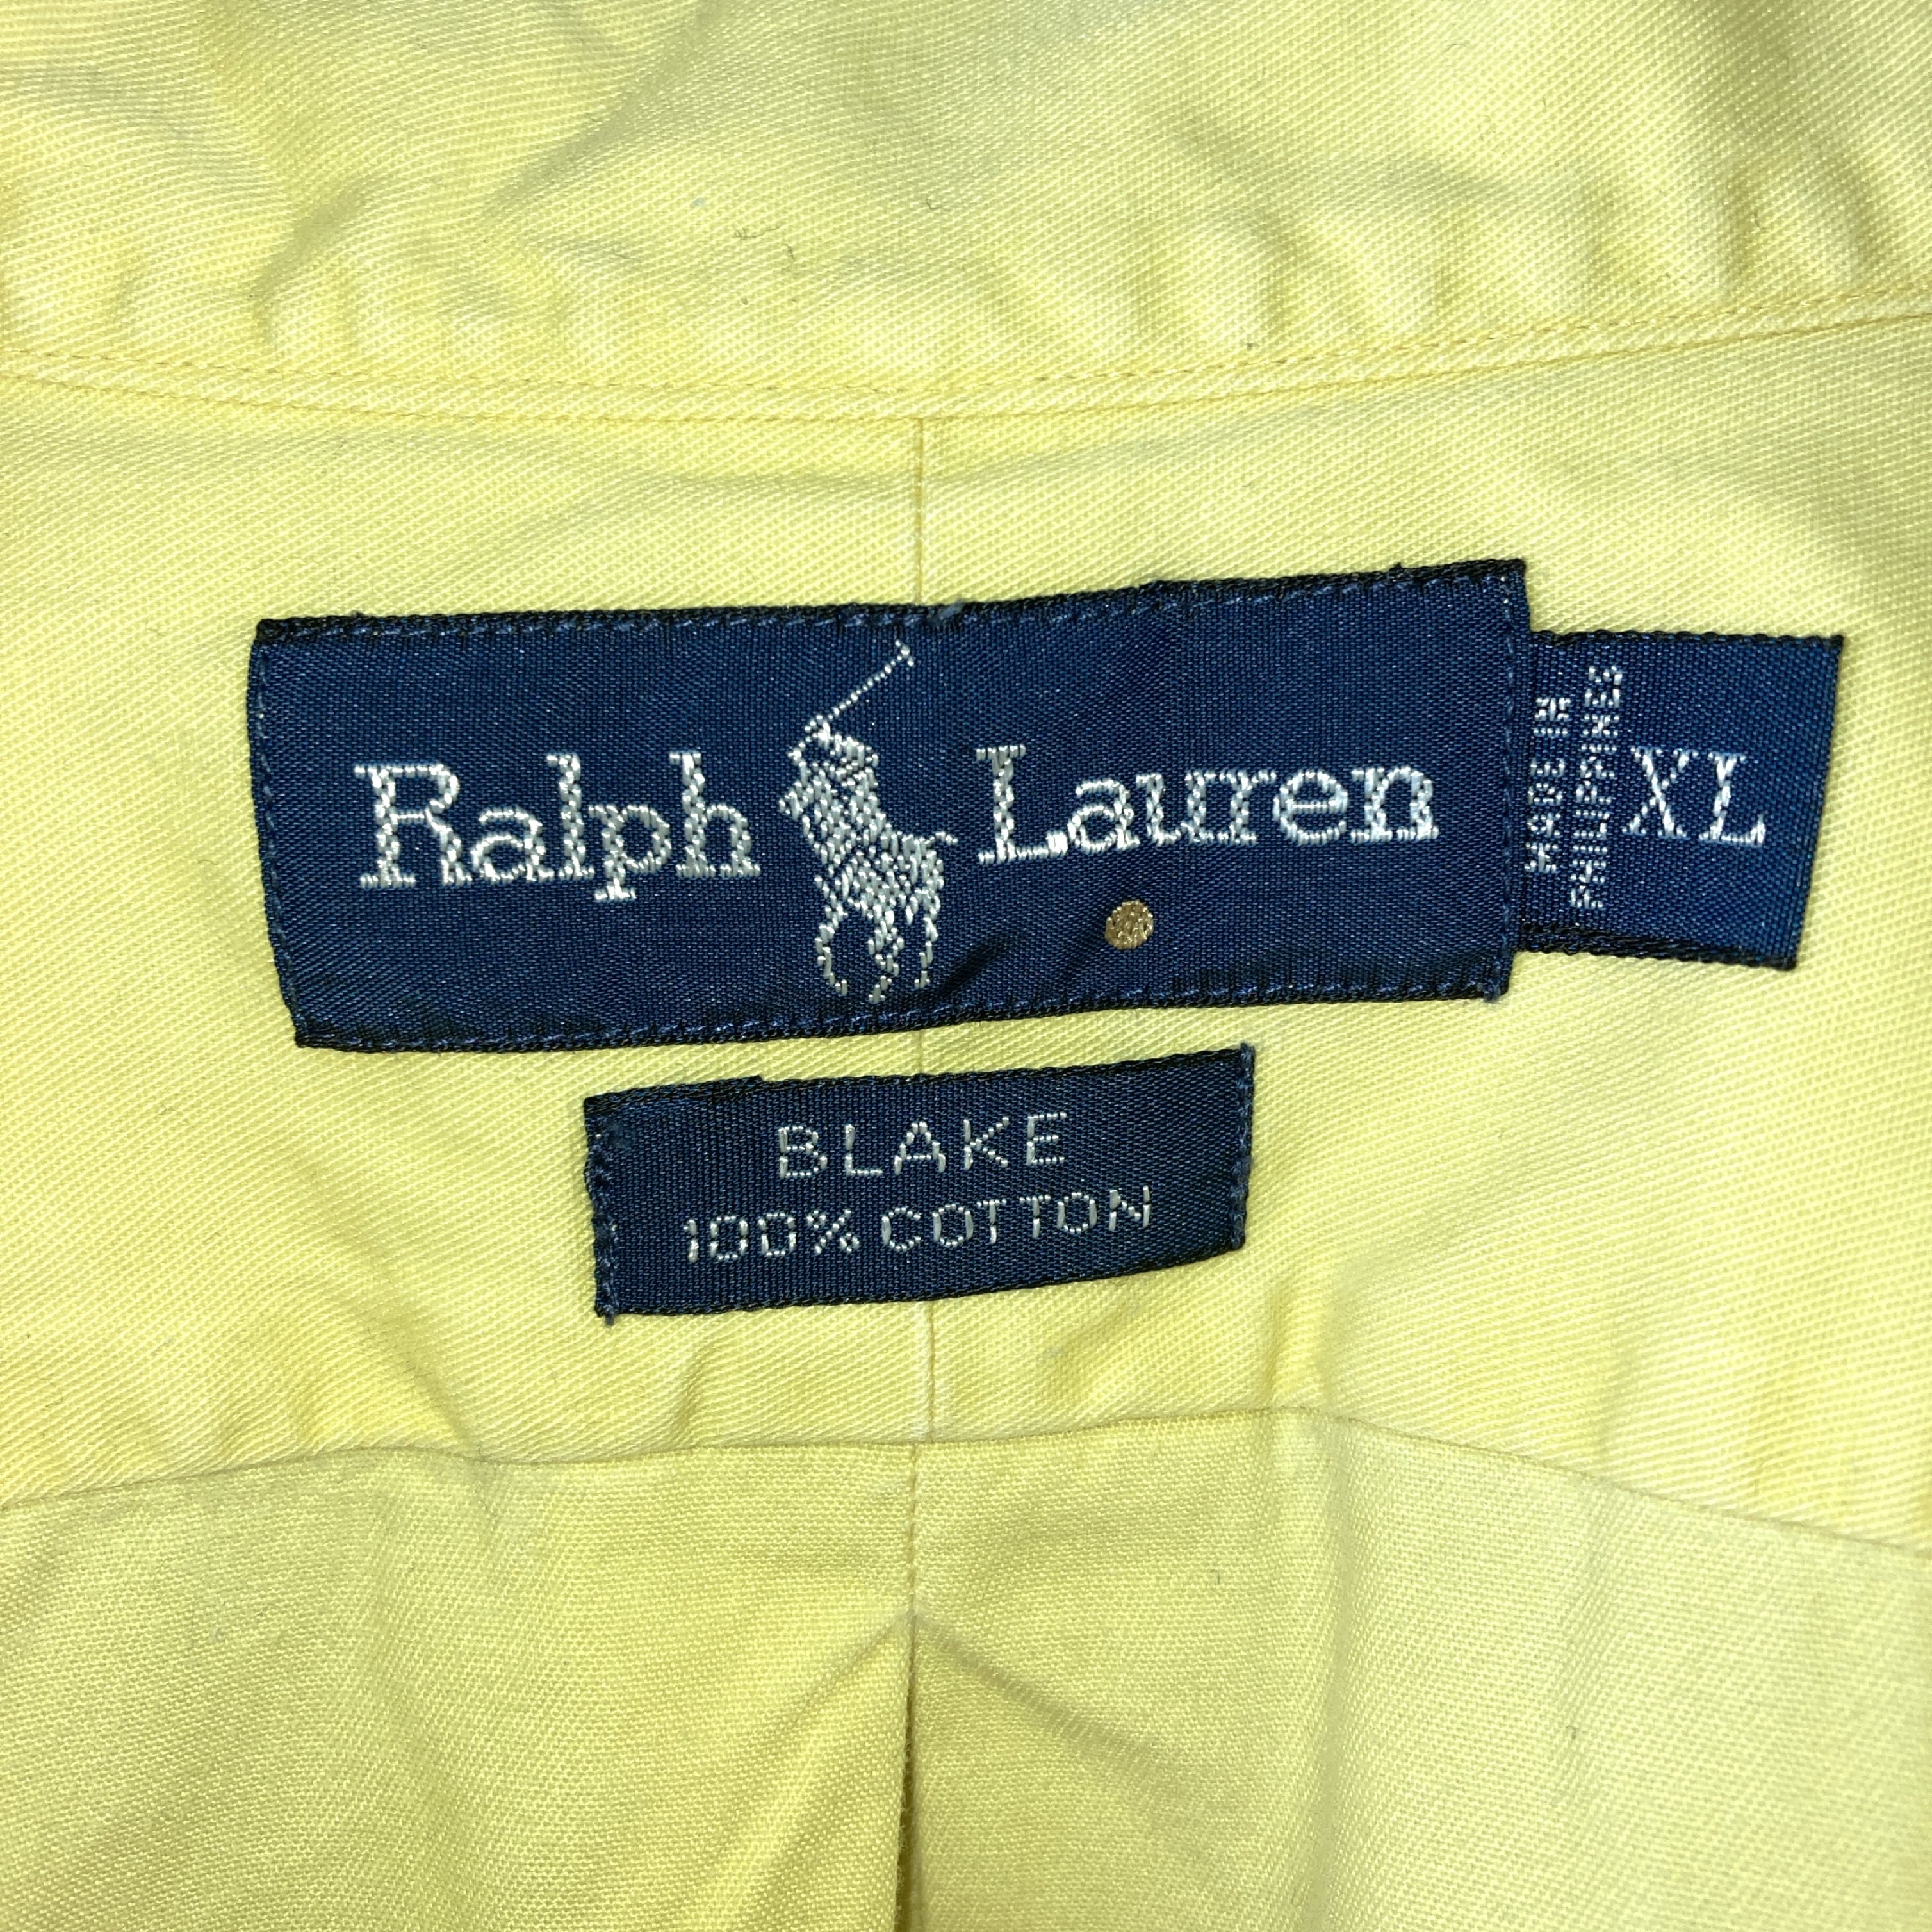 Ralph Lauren
MADE IN
PHILIPPINES
XL
BLAKE
100% COTTON